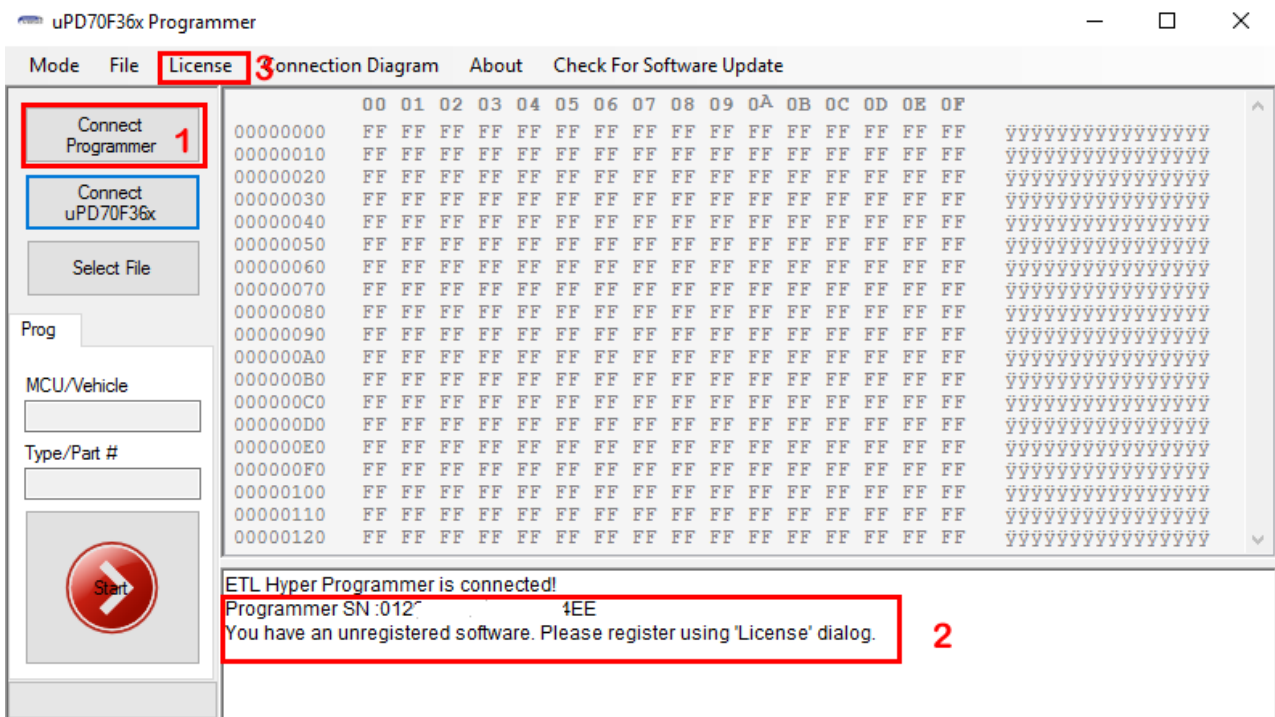 uPD70F36x Programmer
Mode File License 3 Connection Diagram About Check For Software Update
Connect
Programmer 1
Connect
uPD70F36x
Select File
Prog
MCU/Vehicle
Type/Part #
Start
00 01 02 03 04 05 06 07 08 09 0A 0B 0C 0D 0E 0F
00000000 FF FF FF FF FF FF FF FF FF FF FF FF FF FF FF FF ÿÿÿÿÿÿÿÿÿÿÿÿÿÿÿÿ
00000010 FF FF FF FF FF FF FF FF FF FF FF FF FF FF FF FF ÿÿÿÿÿÿÿÿÿÿÿÿÿÿÿÿ
00000020 FF FF FF FF FF FF FF FF FF FF FF FF FF FF FF FF ÿÿÿÿÿÿÿÿÿÿÿÿÿÿÿÿ
00000030 FF FF FF FF FF FF FF FF FF FF FF FF FF FF FF FF ÿÿÿÿÿÿÿÿÿÿÿÿÿÿÿÿ
00000040 FF FF FF FF FF FF FF FF FF FF FF FF FF FF FF FF ÿÿÿÿÿÿÿÿÿÿÿÿÿÿÿÿ
00000050 FF FF FF FF FF FF FF FF FF FF FF FF FF FF FF FF ÿÿÿÿÿÿÿÿÿÿÿÿÿÿÿÿ
00000060 FF FF FF FF FF FF FF FF FF FF FF FF FF FF FF FF ÿÿÿÿÿÿÿÿÿÿÿÿÿÿÿÿ
00000070 FF FF FF FF FF FF FF FF FF FF FF FF FF FF FF FF ÿÿÿÿÿÿÿÿÿÿÿÿÿÿÿÿ
00000080 FF FF FF FF FF FF FF FF FF FF FF FF FF FF FF FF ÿÿÿÿÿÿÿÿÿÿÿÿÿÿÿÿ
00000090 FF FF FF FF FF FF FF FF FF FF FF FF FF FF FF FF ÿÿÿÿÿÿÿÿÿÿÿÿÿÿÿÿ
000000A0 FF FF FF FF FF FF FF FF FF FF FF FF FF FF FF FF ÿÿÿÿÿÿÿÿÿÿÿÿÿÿÿÿ
000000B0 FF FF FF FF FF FF FF FF FF FF FF FF FF FF FF FF ÿÿÿÿÿÿÿÿÿÿÿÿÿÿÿÿ
000000C0 FF FF FF FF FF FF FF FF FF FF FF FF FF FF FF FF ÿÿÿÿÿÿÿÿÿÿÿÿÿÿÿÿ
000000D0 FF FF FF FF FF FF FF FF FF FF FF FF FF FF FF FF ÿÿÿÿÿÿÿÿÿÿÿÿÿÿÿÿ
000000E0 FF FF FF FF FF FF FF FF FF FF FF FF FF FF FF FF ÿÿÿÿÿÿÿÿÿÿÿÿÿÿÿÿ
000000F0 FF FF FF FF FF FF FF FF FF FF FF FF FF FF FF FF ÿÿÿÿÿÿÿÿÿÿÿÿÿÿÿÿ
00000100 FF FF FF FF FF FF FF FF FF FF FF FF FF FF FF FF ÿÿÿÿÿÿÿÿÿÿÿÿÿÿÿÿ
00000110 FF FF FF FF FF FF FF FF FF FF FF FF FF FF FF FF ÿÿÿÿÿÿÿÿÿÿÿÿÿÿÿÿ
00000120 FF FF FF FF FF FF FF FF FF FF FF FF FF FF FF FF ÿÿÿÿÿÿÿÿÿÿÿÿÿÿÿÿ
ETL Hyper Programmer is connected!
Programmer SN :
You have an unregistered software. Please register using 'License' dialog.
2